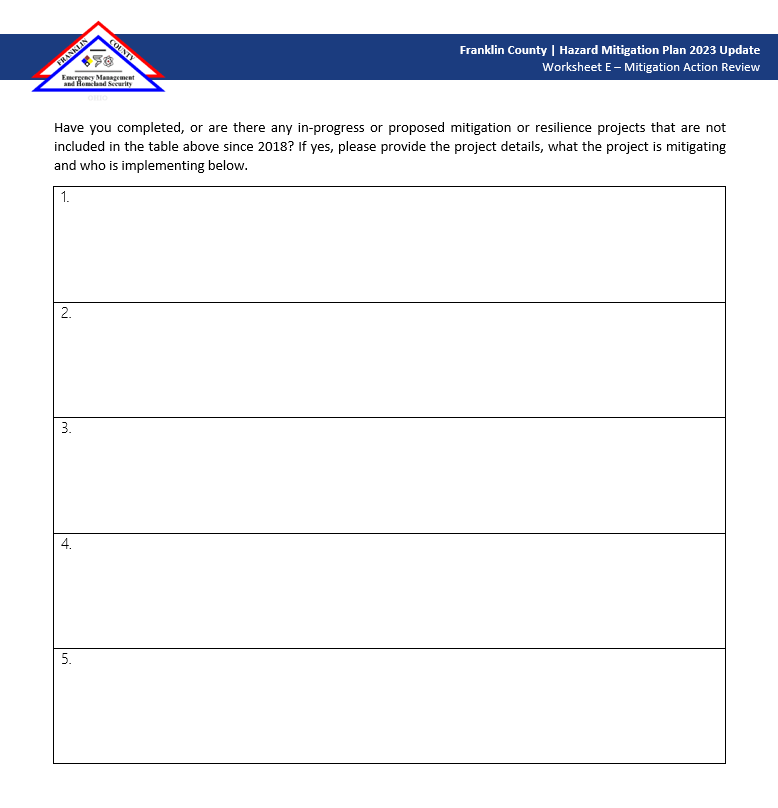 FRANKLIN COUNTY
Emergency Management
and Homeland Security
Franklin County | Hazard Mitigation Plan 2023 Update
Worksheet E – Mitigation Action Review
Have you completed, or are there any in-progress or proposed mitigation or resilience projects that are not
included in the table above since 2018? If yes, please provide the project details, what the project is mitigating
and who is implementing below.
1.
2.
3.
4.
5.